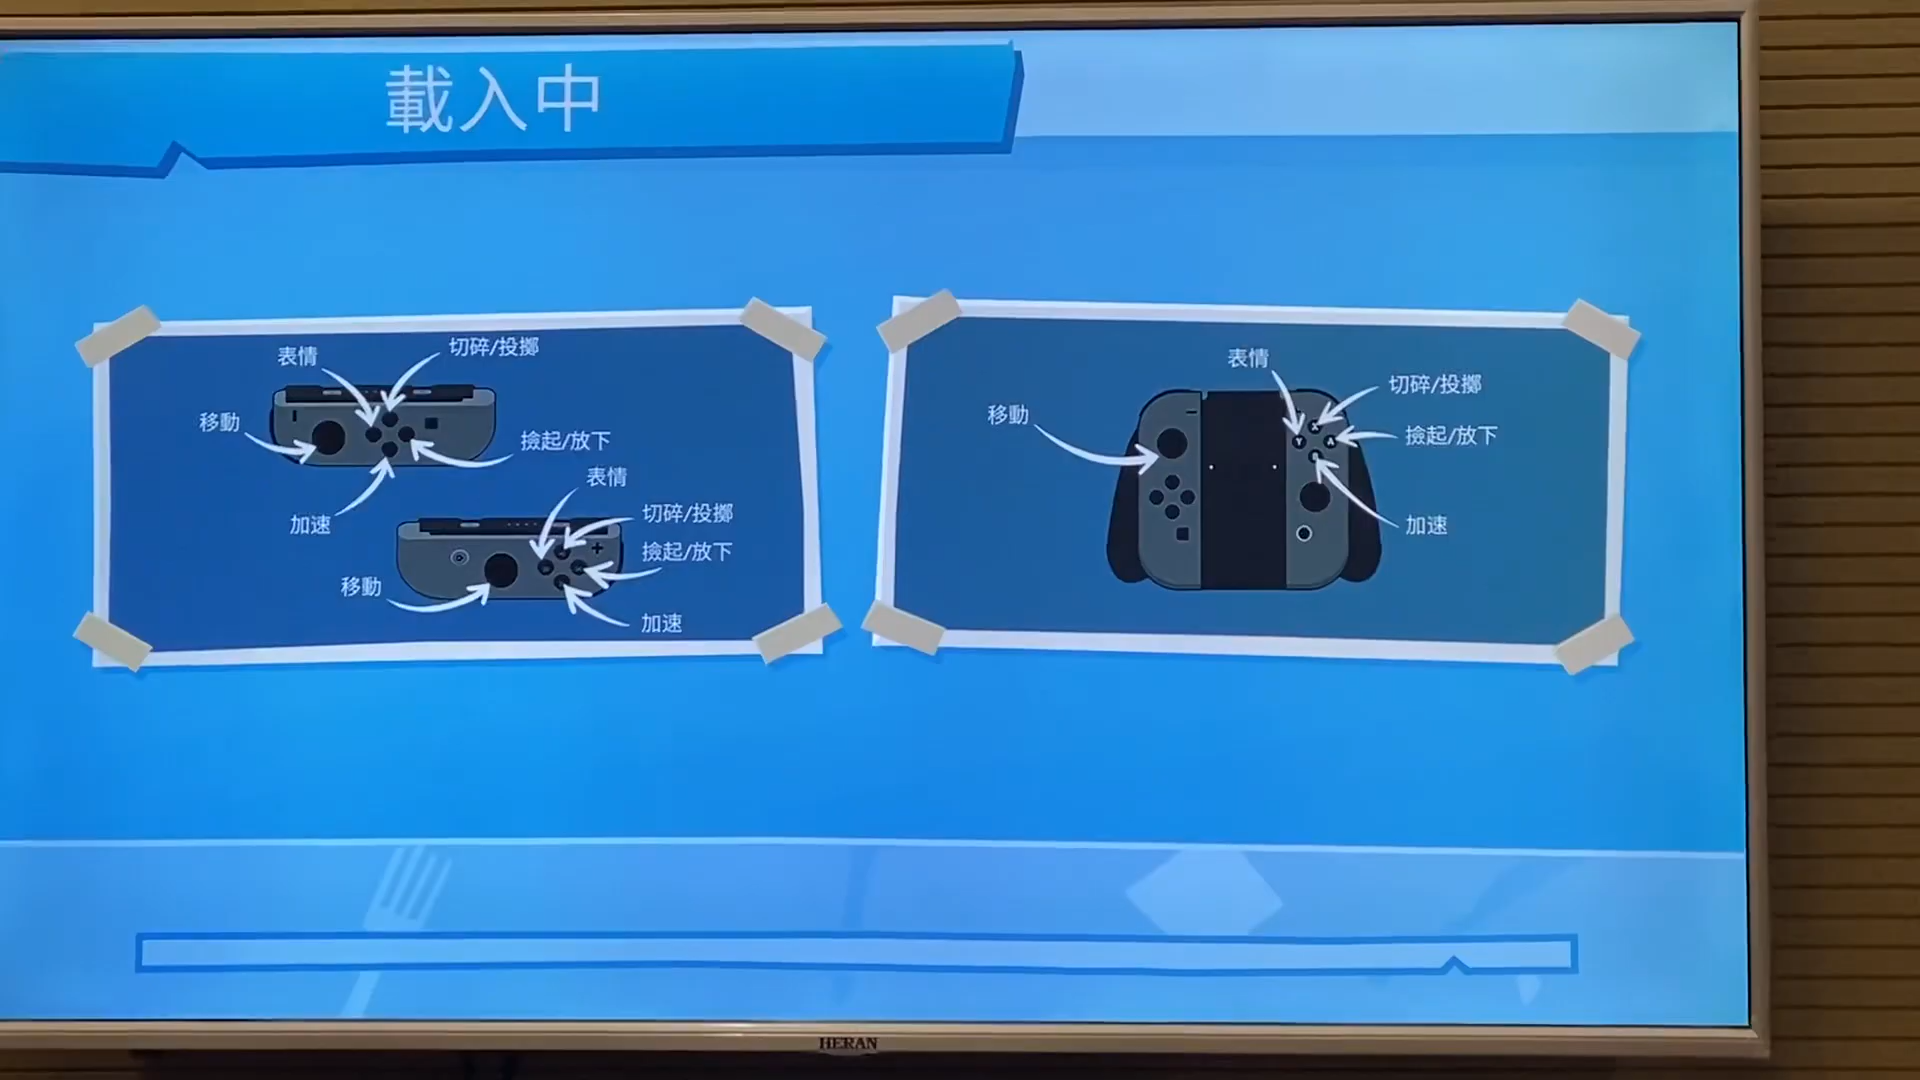 載入中
表情
切碎/投擲
移動
撿起/放下
加速
表情
切碎/投擲
撿起/放下
移動
加速
表情
切碎/投擲
移動
撿起/放下
X
Y
A
加速
HERAN